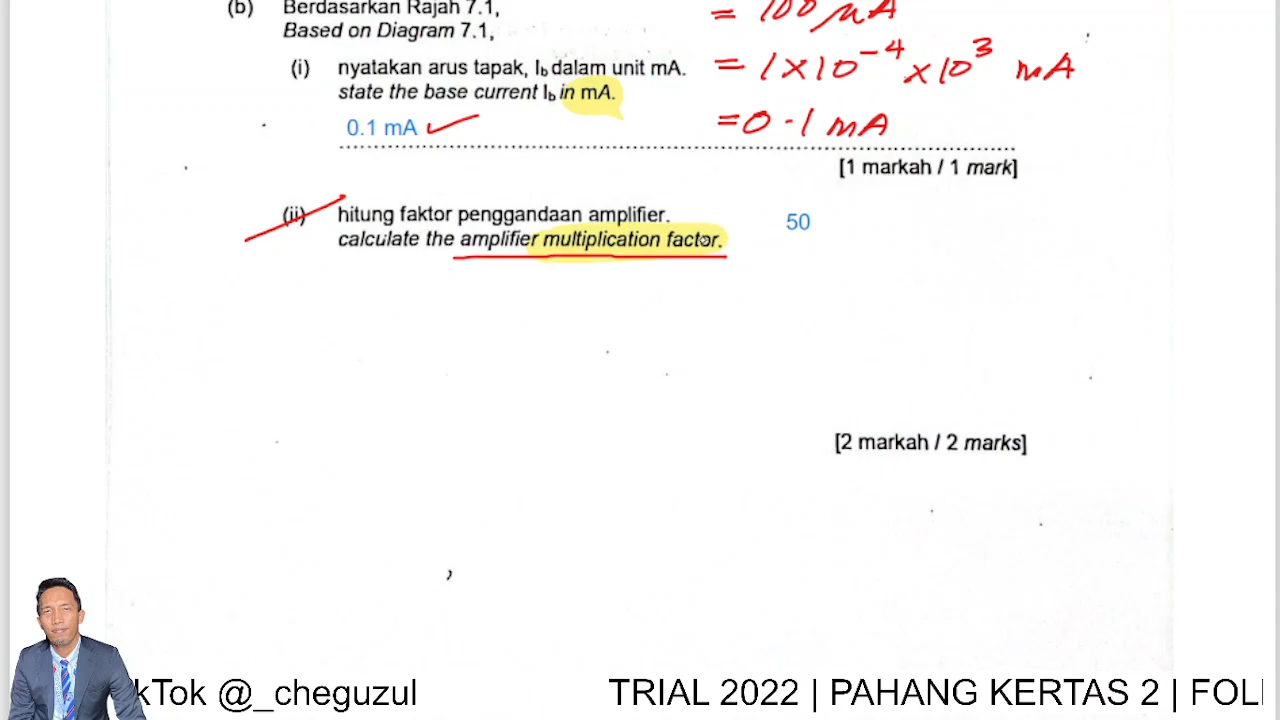 (b) Berdasarkan Rajah 7.1,
= 100 μA
Based on Diagram 7.1,
(i) nyatakan arus tapak, Ib dalam unit mA.
= 1 x 10⁻⁴ x 10³ mA
state the base current Ib in mA.
0.1 mA
= 0.1 mA
[1 markah / 1 mark]
(ii) hitung faktor penggandaan amplifier.
50
calculate the amplifier multiplication factor.
[2 markah / 2 marks]
kTok @_cheguzul
TRIAL 2022 | PAHANG KERTAS 2 |